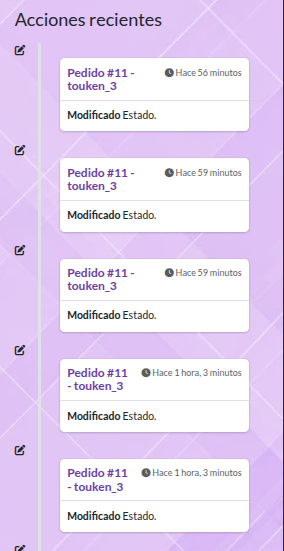 Acciones recientes
Pedido #11 - Hace 56 minutos
touken_3
Modificado Estado.
Pedido #11 - Hace 59 minutos
touken_3
Modificado Estado.
Pedido #11 - Hace 59 minutos
touken_3
Modificado Estado.
Pedido #11 Hace 1 hora, 3 minutos
- touken_3
Modificado Estado.
Pedido #11 Hace 1 hora, 3 minutos
- touken_3
Modificado Estado.